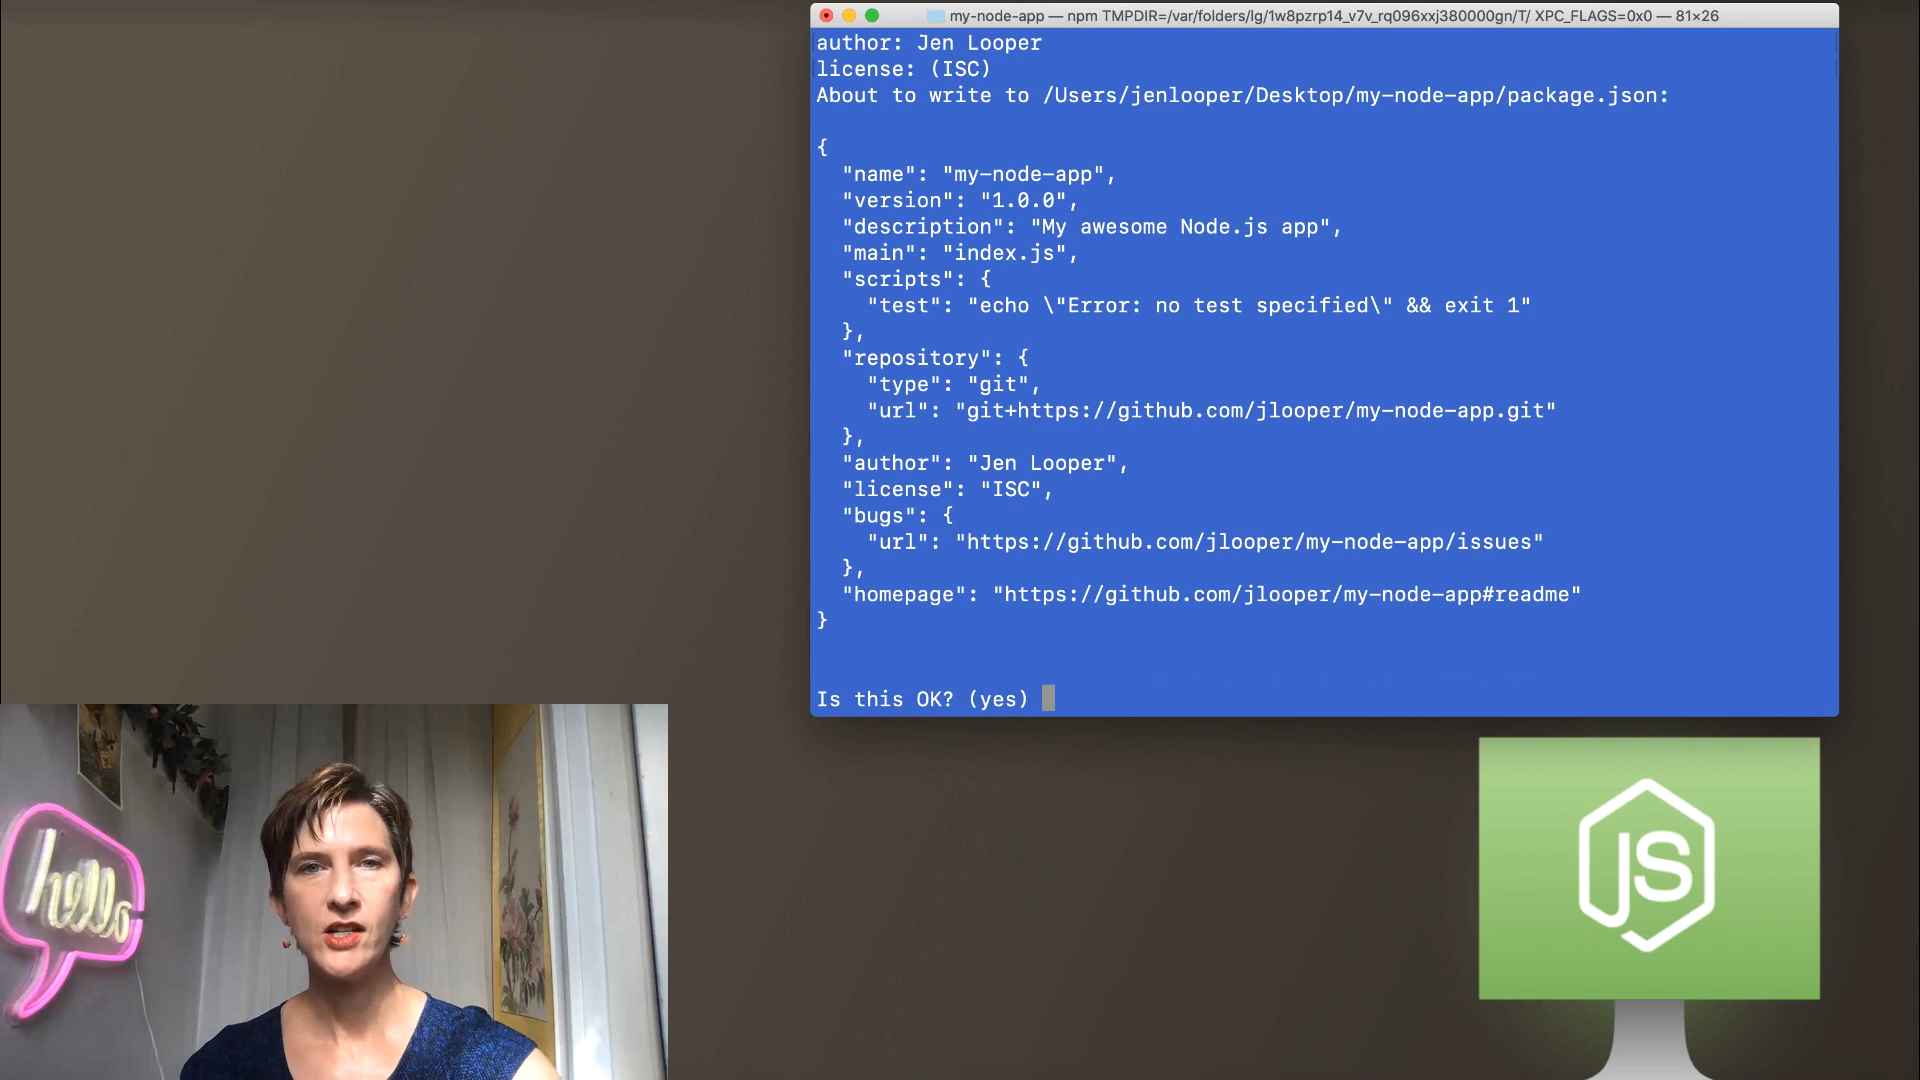 my-node-app — npm TMPDIR=/var/folders/lg/1w8pzrp14_v7v_rq096xxj380000gn/T/ XPC_FLAGS=0x0 — 81×26
author: Jen Looper
license: (ISC)
About to write to /Users/jenlooper/Desktop/my-node-app/package.json:
{
  "name": "my-node-app",
  "version": "1.0.0",
  "description": "My awesome Node.js app",
  "main": "index.js",
  "scripts": {
    "test": "echo \"Error: no test specified\" && exit 1"
  },
  "repository": {
    "type": "git",
    "url": "git+https://github.com/jlooper/my-node-app.git"
  },
  "author": "Jen Looper",
  "license": "ISC",
  "bugs": {
    "url": "https://github.com/jlooper/my-node-app/issues"
  },
  "homepage": "https://github.com/jlooper/my-node-app#readme"
}
Is this OK? (yes)
hello
JS